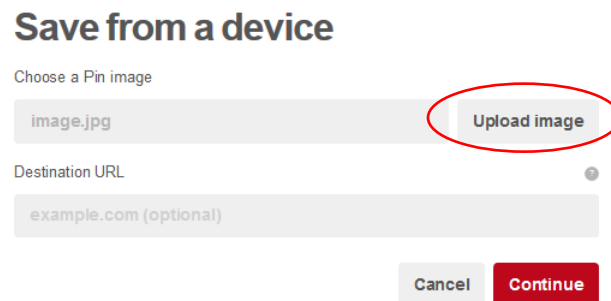 Save from a device
Choose a Pin image
image.jpg
Upload image
Destination URL
?
example.com (optional)
Cancel
Continue